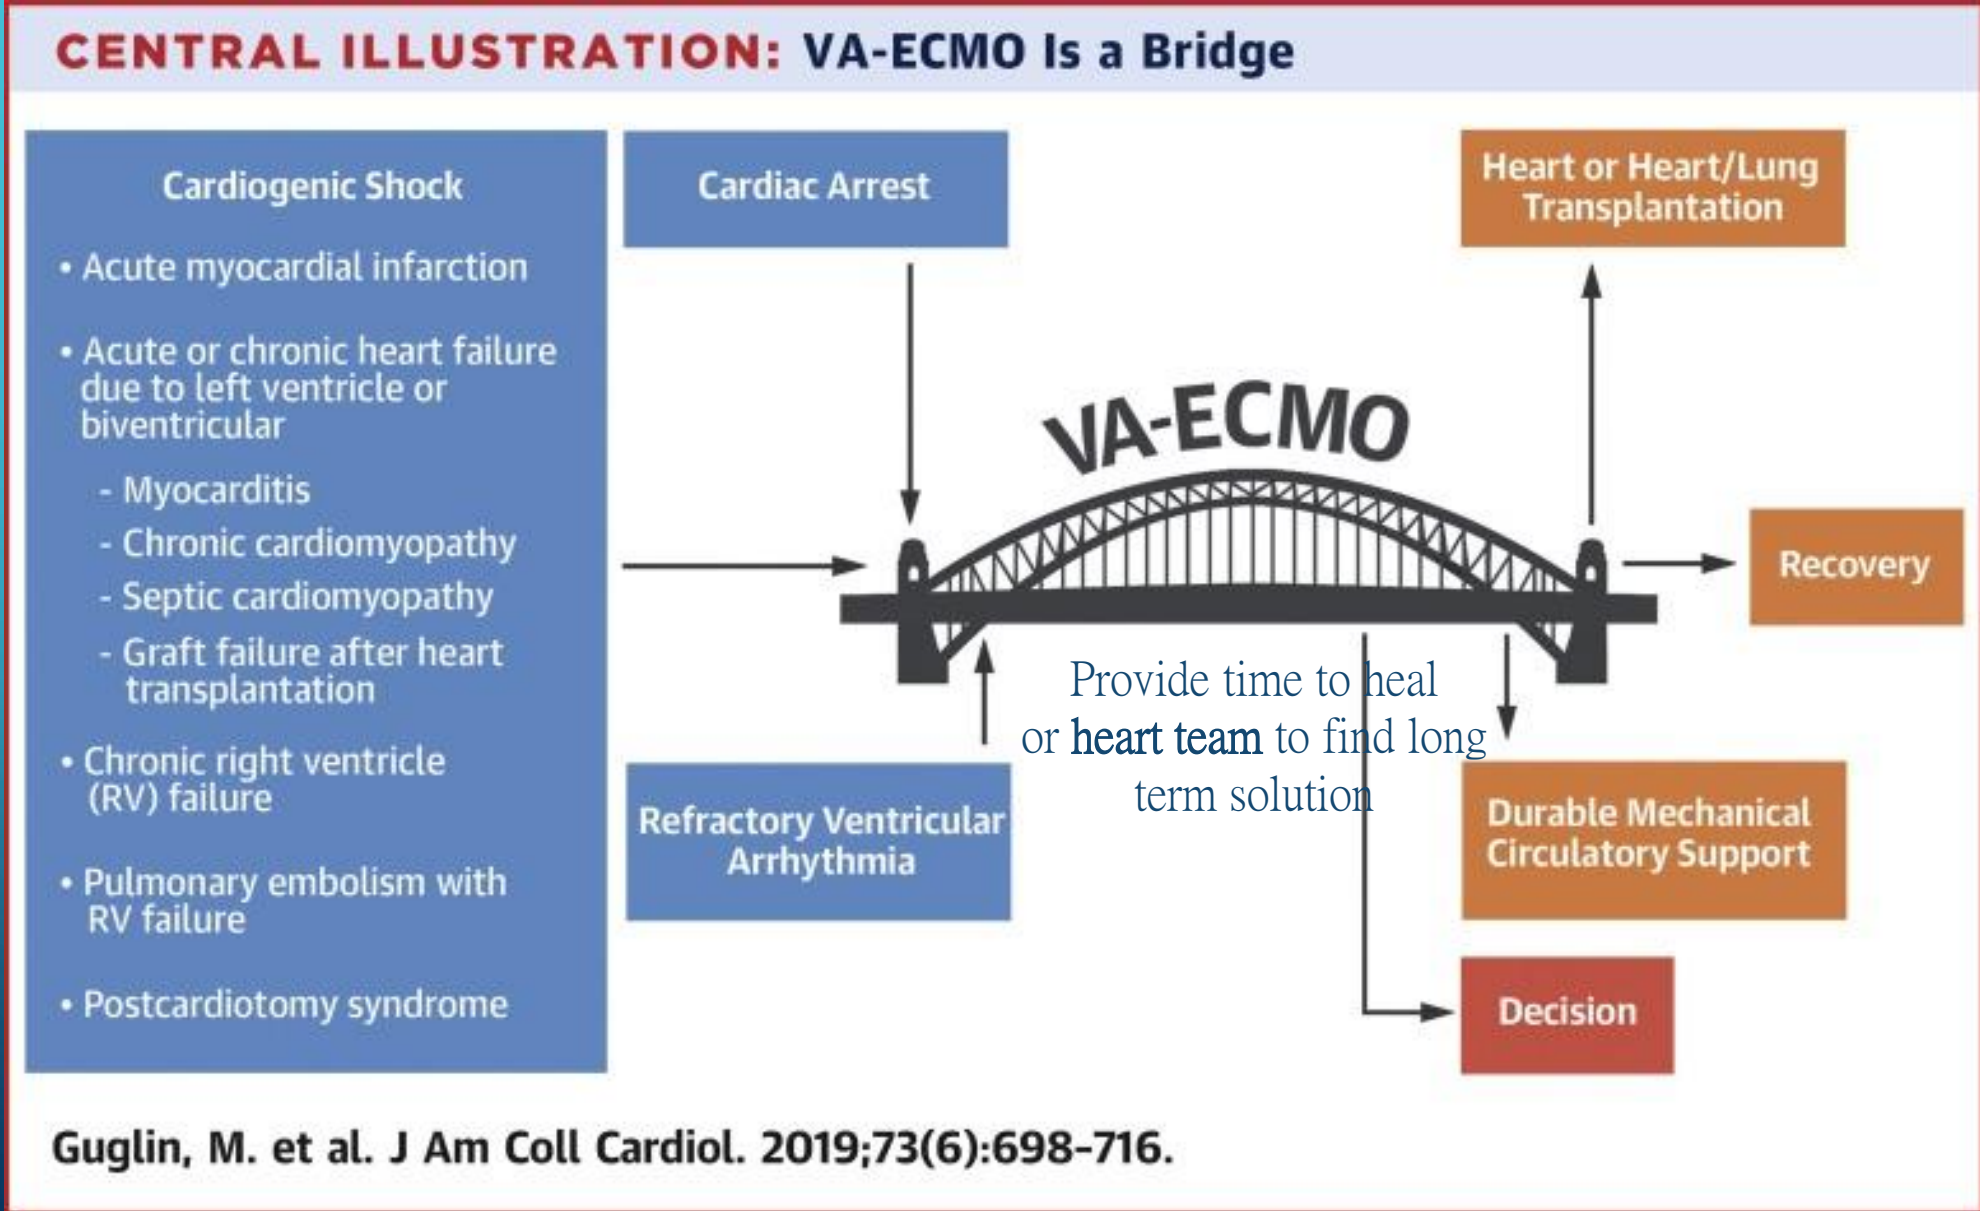 CENTRAL ILLUSTRATION: VA-ECMO Is a Bridge
Cardiogenic Shock
• Acute myocardial infarction
• Acute or chronic heart failure
due to left ventricle or
biventricular
- Myocarditis
- Chronic cardiomyopathy
- Septic cardiomyopathy
- Graft failure after heart
transplantation
• Chronic right ventricle
(RV) failure
• Pulmonary embolism with
RV failure
• Postcardiotomy syndrome
Cardiac Arrest
Refractory Ventricular
Arrhythmia
VA-ECMO
Provide time to heal
or heart team to find long
term solution
Heart or Heart/Lung
Transplantation
Recovery
Durable Mechanical
Circulatory Support
Decision
Guglin, M. et al. J Am Coll Cardiol. 2019;73(6):698-716.